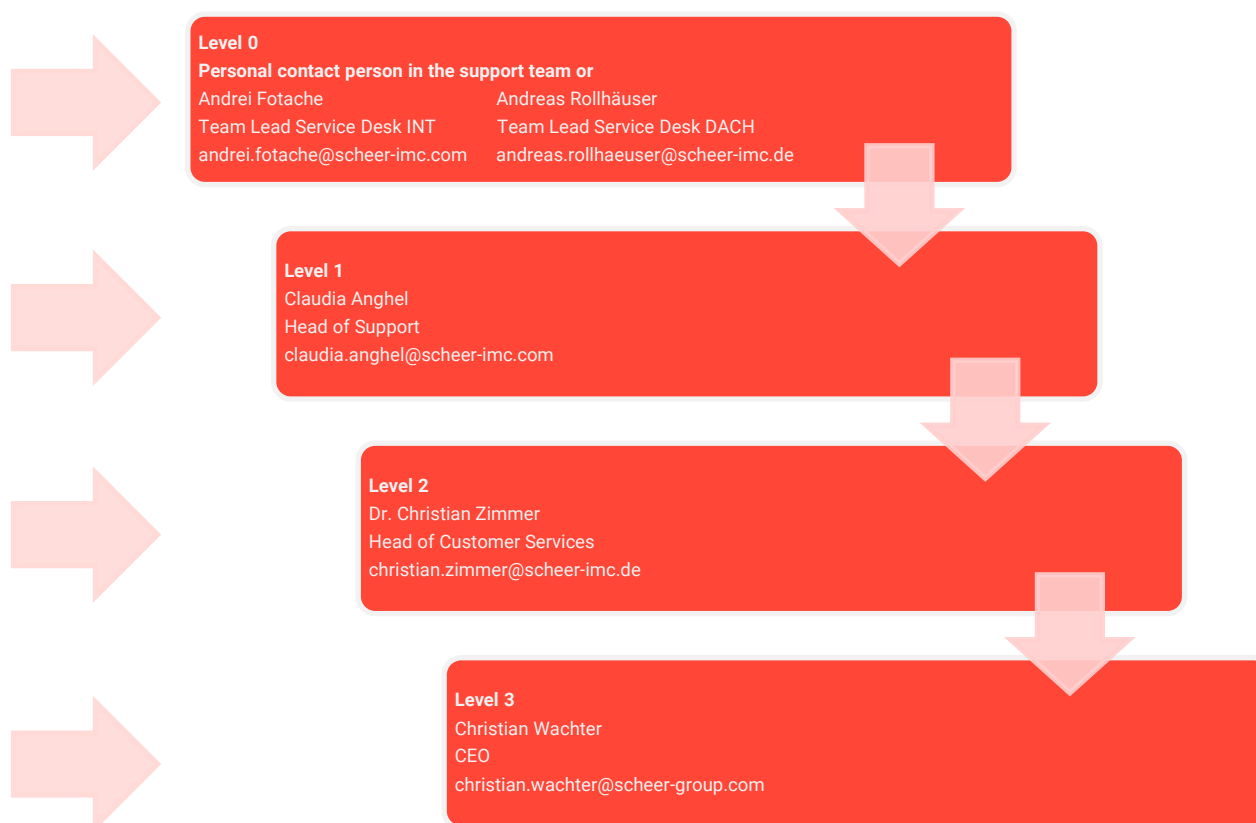 Level 0
Personal contact person in the support team or
Andrei Fotache Andreas Rollhäuser
Team Lead Service Desk INT Team Lead Service Desk DACH
andrei.fotache@scheer-imc.com andreas.rollhaeuser@scheer-imc.de
Level 1
Claudia Anghel
Head of Support
claudia.anghel@scheer-imc.com
Level 2
Dr. Christian Zimmer
Head of Customer Services
christian.zimmer@scheer-imc.de
Level 3
Christian Wachter
CEO
christian.wachter@scheer-group.com